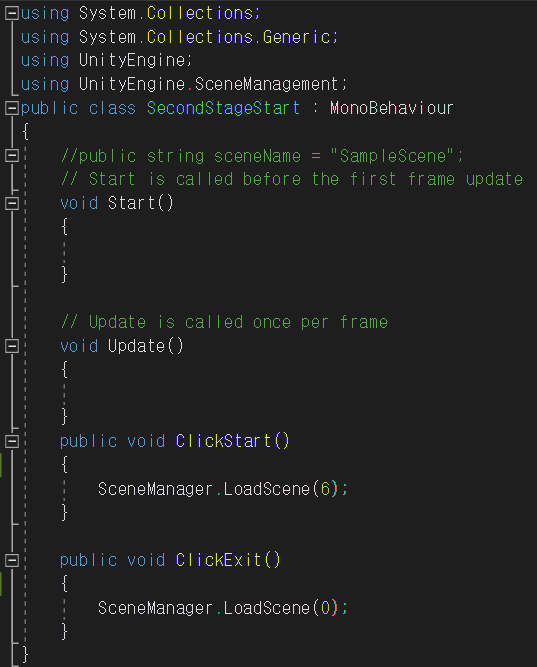 using System.Collections;
using System.Collections.Generic;
using UnityEngine;
using UnityEngine.SceneManagement;
public class SecondStageStart : MonoBehaviour
{
    //public string sceneName = "SampleScene";
    // Start is called before the first frame update
    void Start()
    {

    }

    // Update is called once per frame
    void Update()
    {

    }
    public void ClickStart()
    {
        SceneManager.LoadScene(6);
    }

    public void ClickExit()
    {
        SceneManager.LoadScene(0);
    }
}